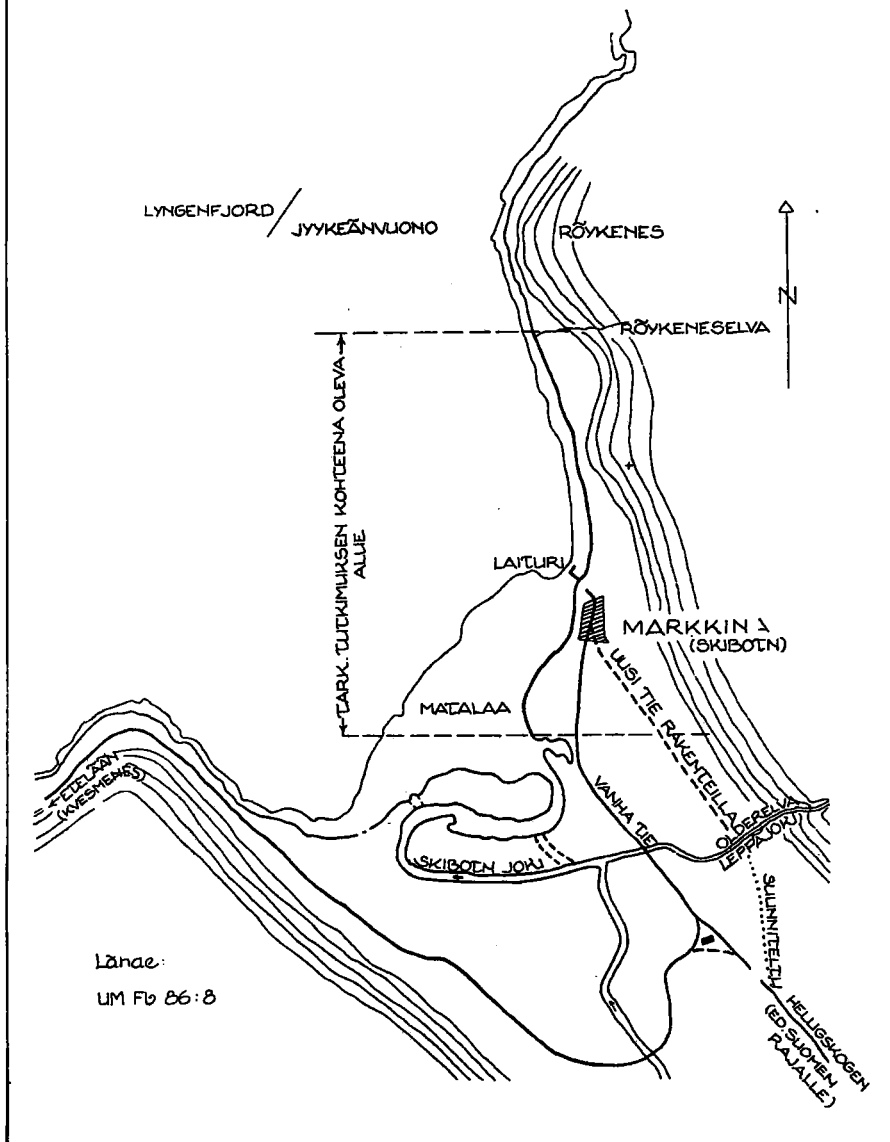 LYNGENFJORD /
JYYKEÄNVUONO
RÖYKENES
N
RÖYKENESELVA
TARK. TUTKIMUKSEN KOHTEENA OLEVA
ALUE
LAITURI
MARKKINA
(SKIBOTN)
UUSI TIE RAKENTEILLA
MATALAA
← ETELÄÄN
(KVESMENES)
VANHA TIE
OLDERELVA
LEPPÄJOKI
SKIBOTN JOKI
SUUNNITELTU
HELLIGSKOGEN
(ED. SUOMEN
RAJALLE)
Lähde:
UM Fb 86:8